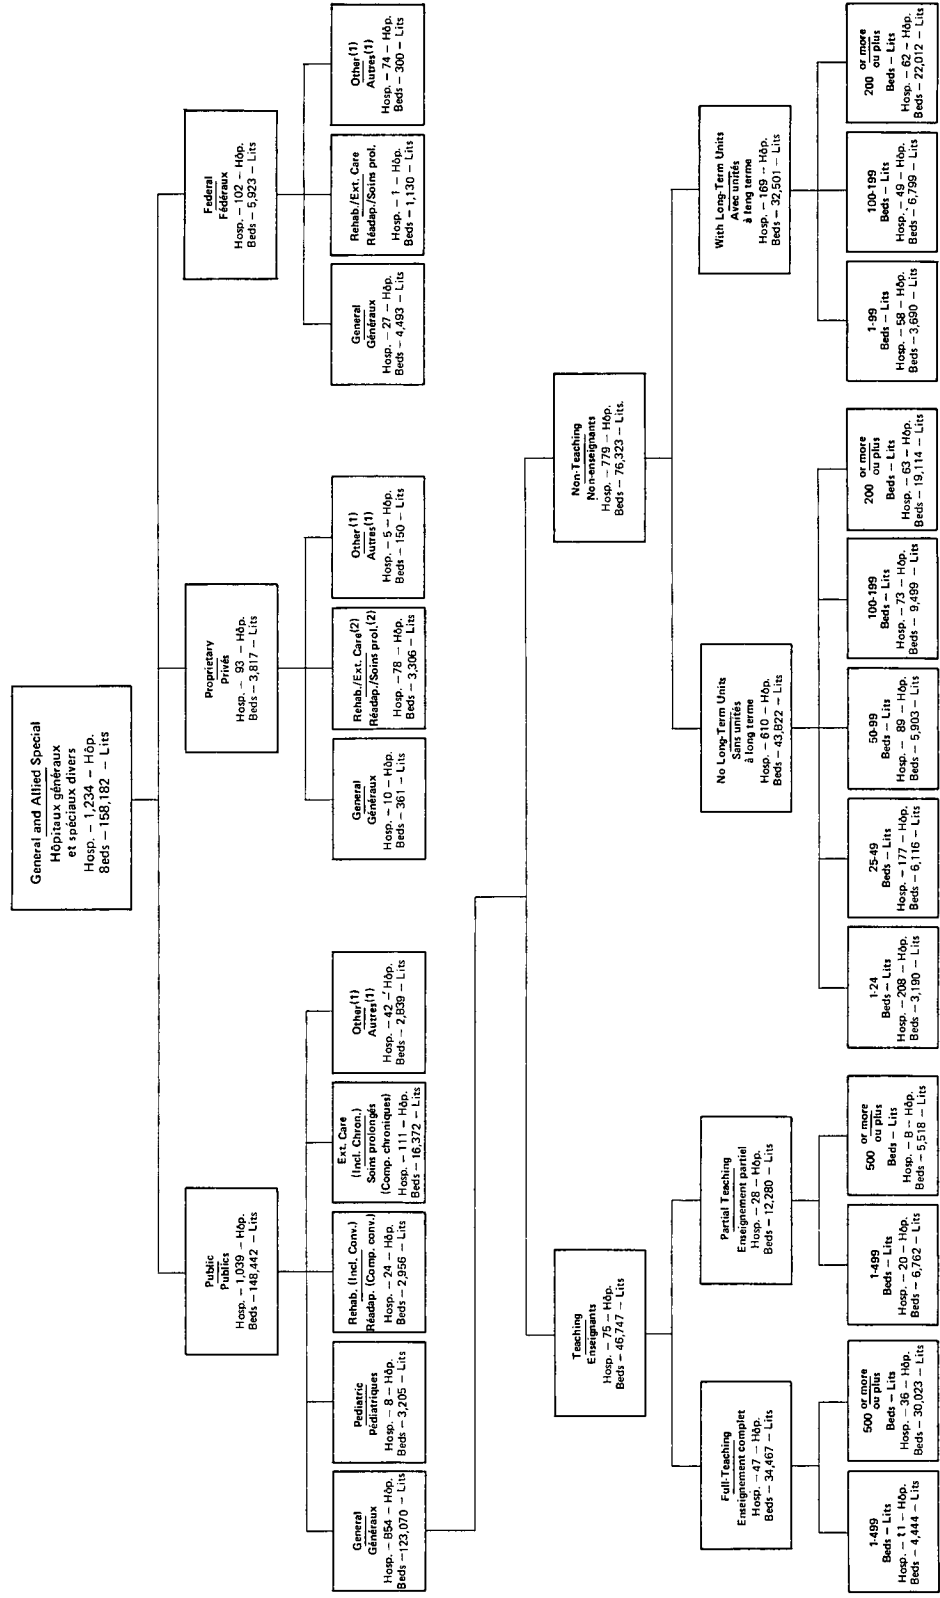 General and Allied Special
Hôpitaux généraux
et spéciaux divers
Hosp. – 1,234 – Hôp.
Beds – 158,182 – Lits
Public
Publics
Hosp. – 1,039 – Hôp.
Beds – 148,442 – Lits
Proprietary
Privés
Hosp. – 93 – Hôp.
Beds – 3,817 – Lits
Federal
Fédéraux
Hosp. – 102 – Hôp.
Beds – 5,923 – Lits
General
Généraux
Hosp. – 854 – Hôp.
Beds – 123,070 – Lits
Pediatric
Pédiatriques
Hosp. – 8 – Hôp.
Beds – 3,205 – Lits
Rehab. (Incl. Conv.)
Réadap. (Comp. conv.)
Hosp. – 24 – Hôp.
Beds – 2,956 – Lits
Ext. Care
(Incl. Chron.)
Soins prolongés
(Comp. chroniques)
Hosp. – 111 – Hôp.
Beds – 16,372 – Lits
Other(1)
Autres(1)
Hosp. – 42 – Hôp.
Beds – 2,839 – Lits
General
Généraux
Hosp. – 10 – Hôp.
Beds – 361 – Lits
Rehab./Ext. Care(2)
Réadap./Soins prol.(2)
Hosp. – 78 – Hôp.
Beds – 3,306 – Lits
Other(1)
Autres(1)
Hosp. – 5 – Hôp.
Beds – 150 – Lits
General
Généraux
Hosp. – 27 – Hôp.
Beds – 4,493 – Lits
Rehab./Ext. Care
Réadap./Soins prol.
Hosp. – 1 – Hôp.
Beds – 1,130 – Lits
Other(1)
Autres(1)
Hosp. – 74 – Hôp.
Beds – 300 – Lits
Teaching
Enseignants
Hosp. – 75 – Hôp.
Beds – 46,747 – Lits
Non-Teaching
Non-enseignants
Hosp. – 779 – Hôp.
Beds – 76,323 – Lits.
Full-Teaching
Enseignement complet
Hosp. – 47 – Hôp.
Beds – 34,467 – Lits
Partial Teaching
Enseignement partiel
Hosp. – 28 – Hôp.
Beds – 12,280 – Lits
No Long-Term Units
Sans unités
à long terme
Hosp. – 610 – Hôp.
Beds – 43,822 – Lits
With Long-Term Units
Avec unités
à long terme
Hosp. – 169 – Hôp.
Beds – 32,501 – Lits
1-499
Beds – Lits
Hosp. – 11 – Hôp.
Beds – 4,444 – Lits
500 or more
ou plus
Beds – Lits
Hosp. – 36 – Hôp.
Beds – 30,023 – Lits
1-499
Beds – Lits
Hosp. – 20 – Hôp.
Beds – 6,762 – Lits
500 or more
ou plus
Beds – Lits
Hosp. – 8 – Hôp.
Beds – 5,518 – Lits
1-24
Beds – Lits
Hosp. – 208 – Hôp.
Beds – 3,190 – Lits
25-49
Beds – Lits
Hosp. – 177 – Hôp.
Beds – 6,116 – Lits
50-99
Beds – Lits
Hosp. – 89 – Hôp.
Beds – 5,903 – Lits
100-199
Beds – Lits
Hosp. – 73 – Hôp.
Beds – 9,499 – Lits
200 or more
ou plus
Beds – Lits
Hosp. – 63 – Hôp.
Beds – 19,114 – Lits
1-99
Beds – Lits
Hosp. – 58 – Hôp.
Beds – 3,690 – Lits
100-199
Beds – Lits
Hosp. – 49 – Hôp.
Beds – 6,799 – Lits
200 or more
ou plus
Beds – Lits
Hosp. – 62 – Hôp.
Beds – 22,012 – Lits